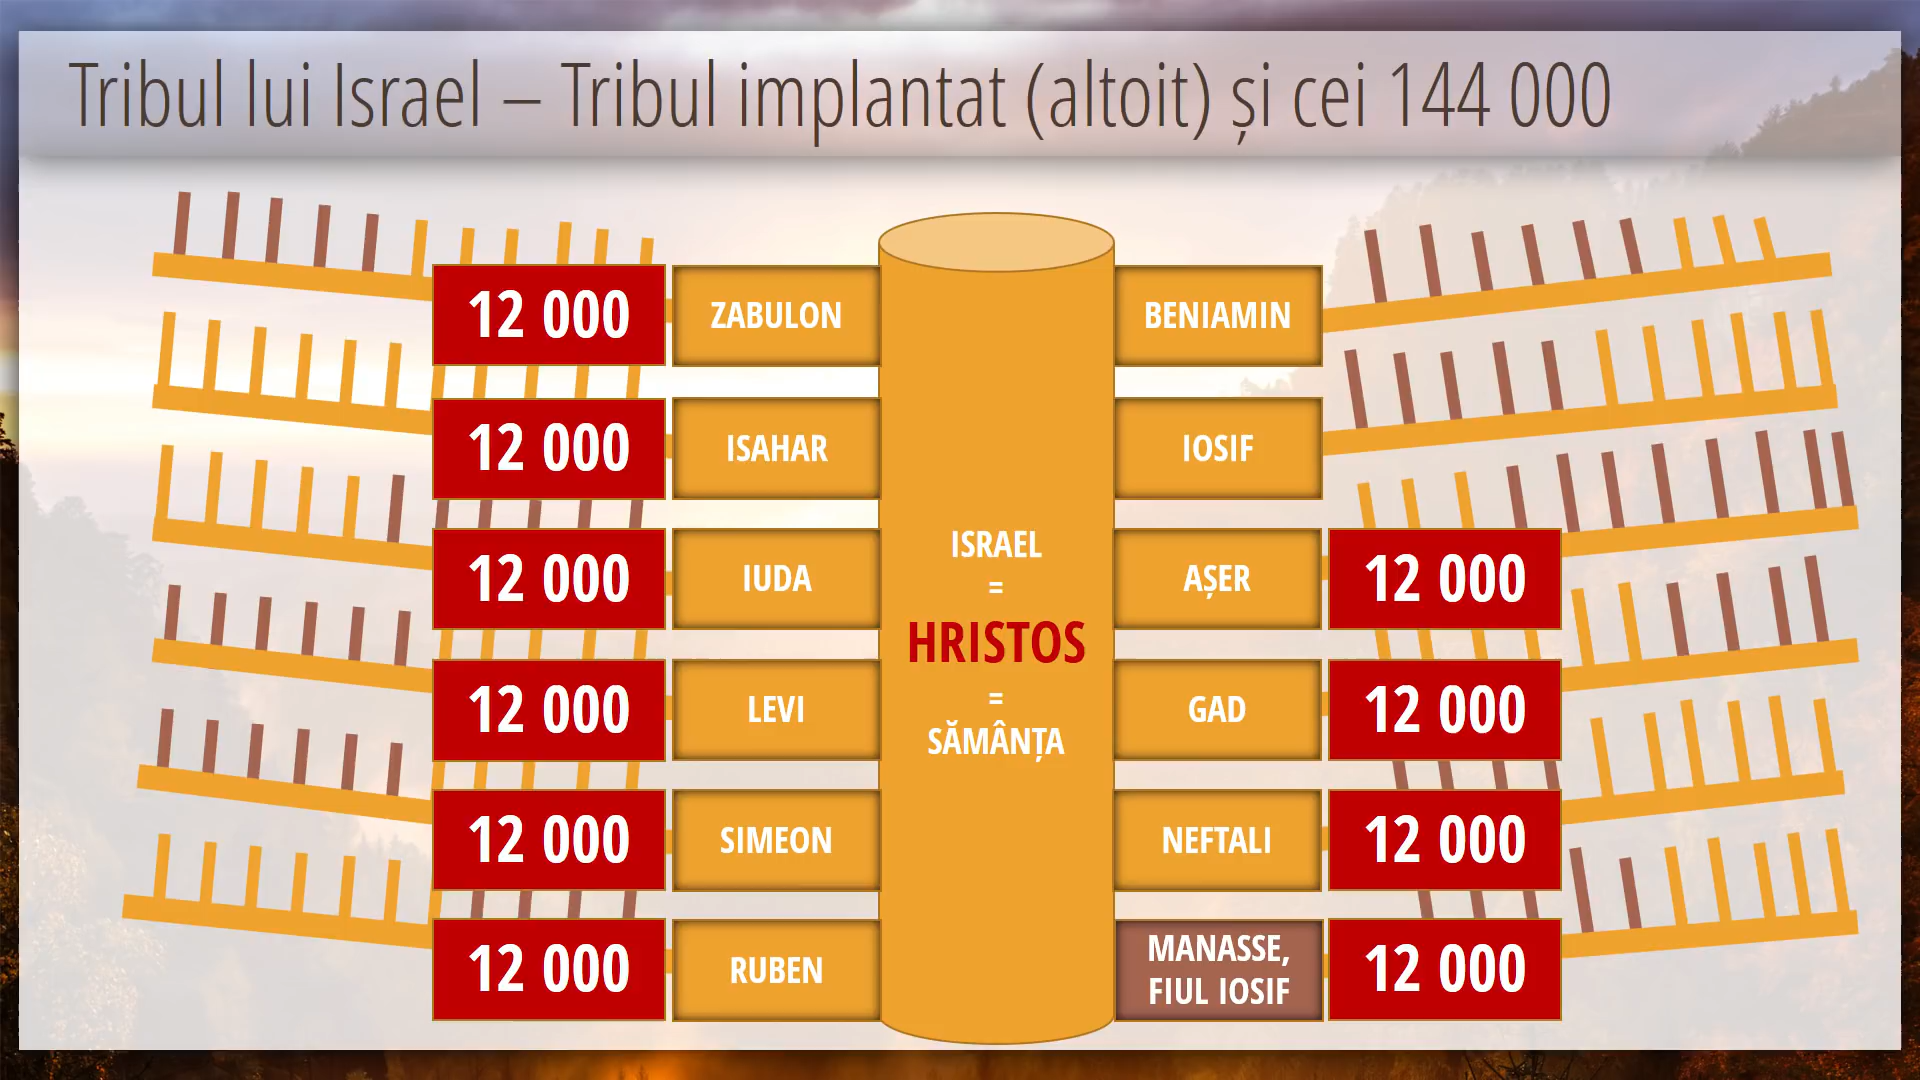 Tribul lui Israel – Tribul implantat (altoit) și cei 144 000
12 000
ZABULON
BENIAMIN
12 000
ISAHAR
IOSIF
12 000
IUDA
AȘER
12 000
ISRAEL
=
HRISTOS
=
SĂMÂNȚA
12 000
LEVI
GAD
12 000
12 000
SIMEON
NEFTALI
12 000
12 000
RUBEN
MANASSE,
FIUL IOSIF
12 000